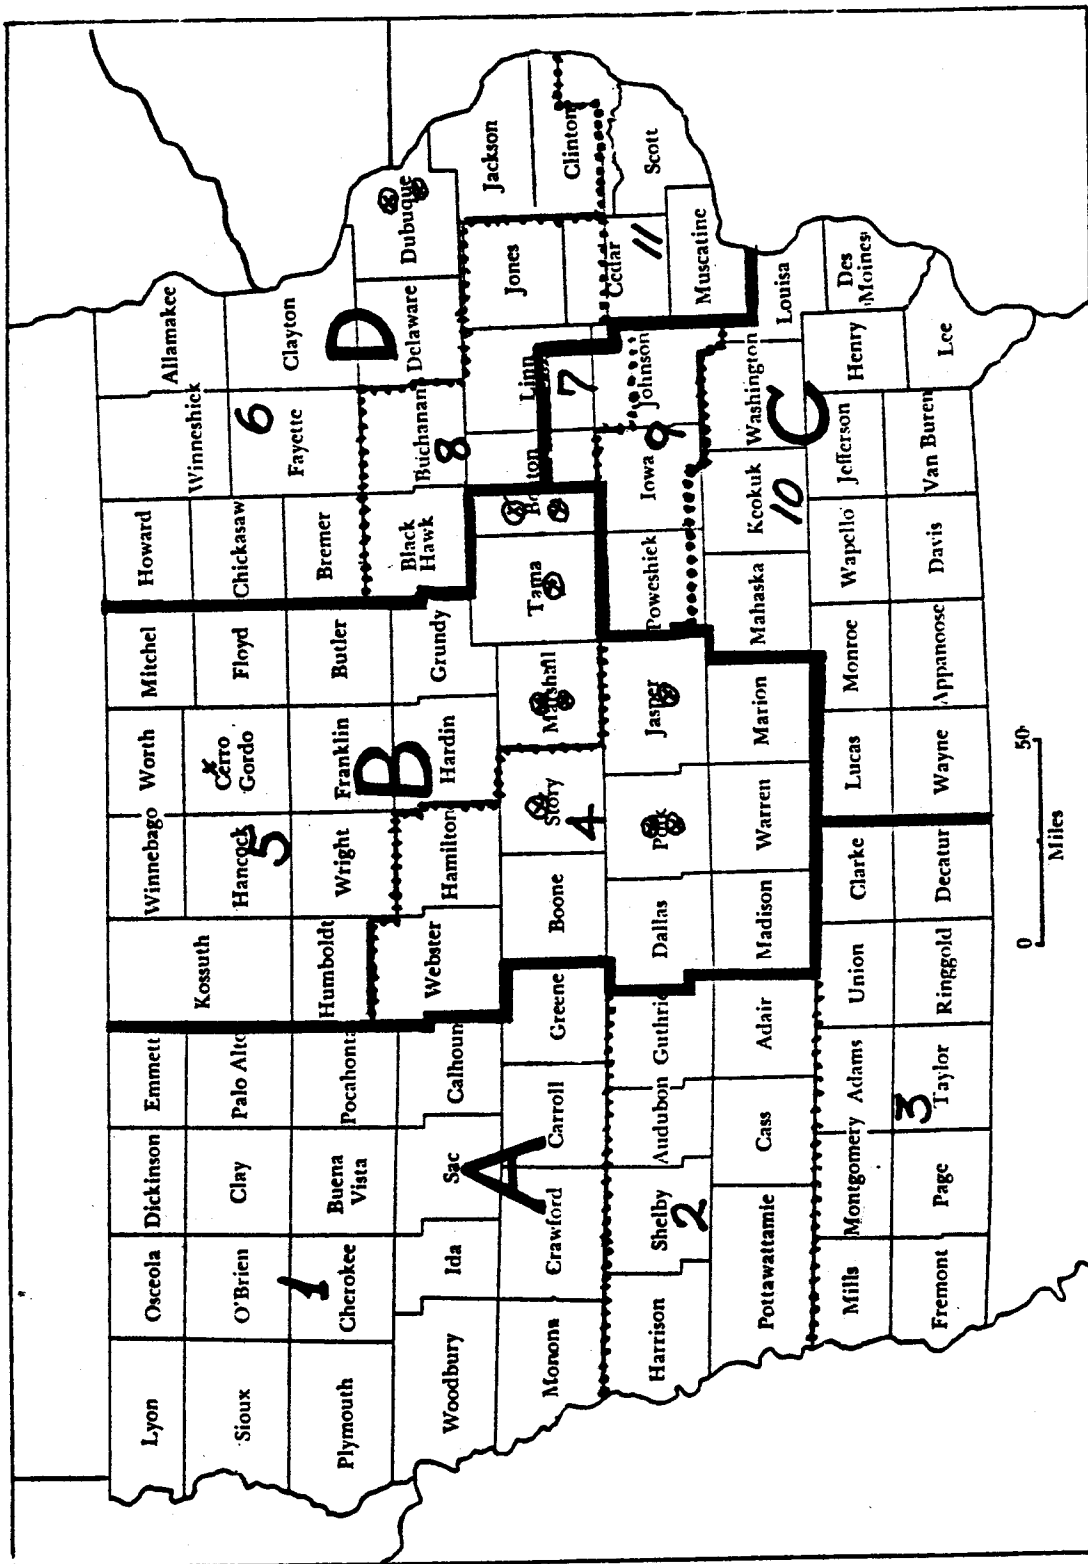 Lyon
Osceola
Dickinson
Emmett
Kossuth
Winnebago
Worth
Mitchel
Howard
Winneshick
Allamakee
Sioux
O'Brien
Clay
Palo Alto
Hancock
Cerro
Gordo
Floyd
Chickasaw
Fayette
Clayton
6
5
1
Plymouth
Cherokee
Buena
Vista
Pocahonta
Humboldt
Wright
Franklin
Butler
Bremer
D
B
Woodbury
Ida
Sac
Calhoun
Webster
Hamilton
Hardin
Grundy
Black
Hawk
Buchanan
Delaware
Dubuque
8
A
Monona
Crawford
Carroll
Greene
Boone
Story
Marshall
Tama
Linn
Jones
Jackson
4
7
Harrison
Shelby
Audubon
Guthrie
Dallas
Jasper
Poweshiek
Iowa
Johnson
Cedar
Clinton
Scott
2
9
11
Pottawattamie
Cass
Adair
Madison
Warren
Marion
Mahaska
Keokuk
Washington
Muscatine
Louisa
10
C
Mills
Montgomery
Adams
Union
Clarke
Lucas
Monroe
Wapello
Jefferson
Henry
Des
Moines
3
Fremont
Page
Taylor
Ringgold
Decatur
Wayne
Appanoose
Davis
Van Buren
Lee
0
50
Miles